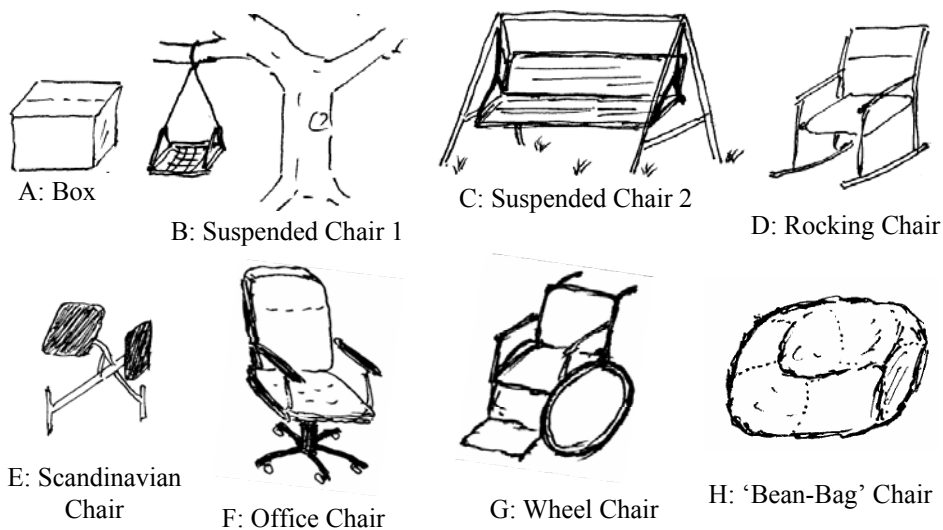 A: Box
B: Suspended Chair 1
C: Suspended Chair 2
D: Rocking Chair
E: Scandinavian
Chair
F: Office Chair
G: Wheel Chair
H: ‘Bean-Bag’ Chair